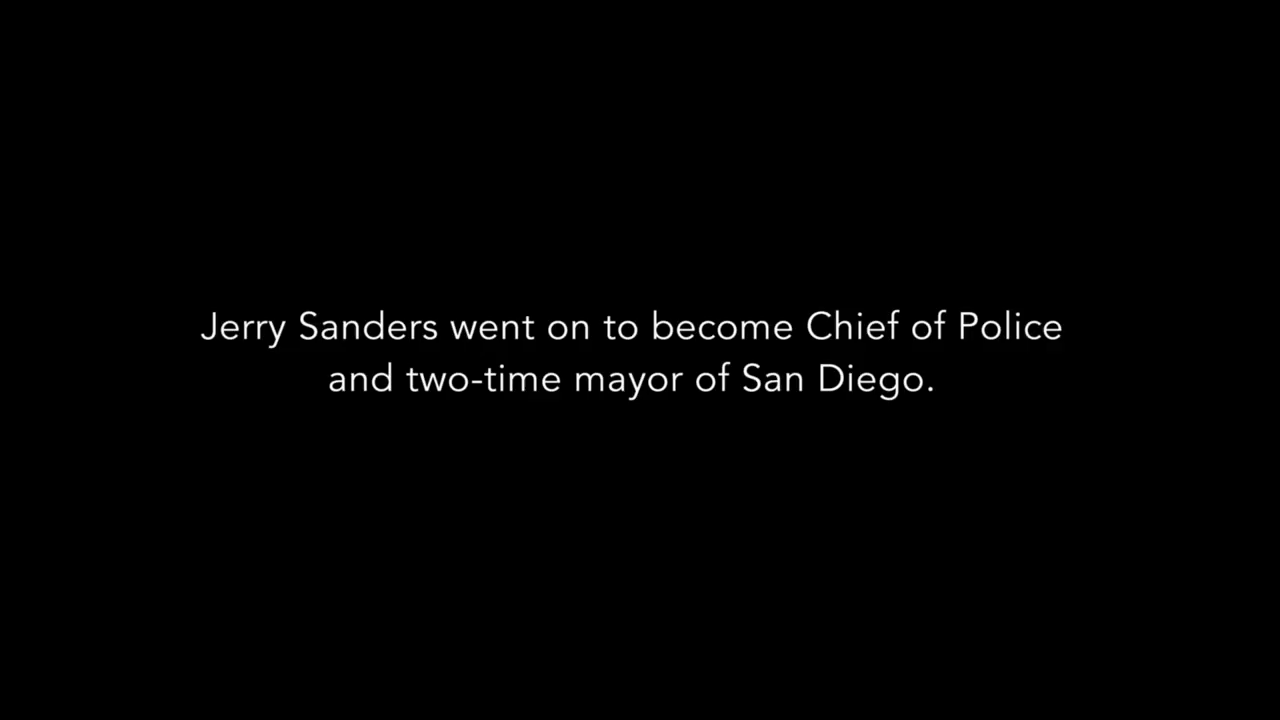 Jerry Sanders went on to become Chief of Police
and two-time mayor of San Diego.